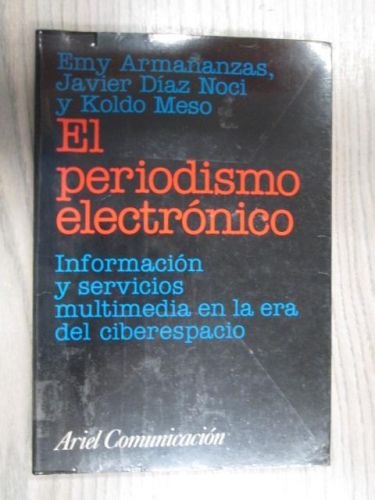 Emy Armañanzas,
Javier Díaz Noci
y Koldo Meso
El
periodismo
electrónico
Información
y servicios
multimedia en la era
del ciberespacio
Ariel Comunicación